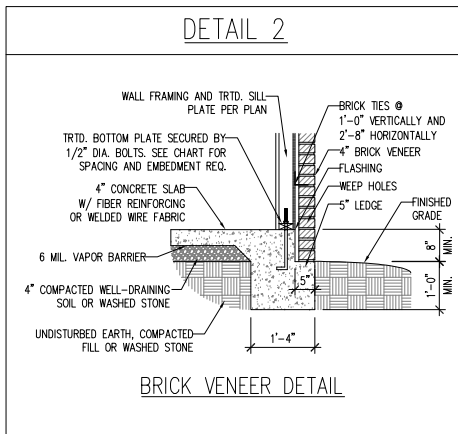 DETAIL 2
WALL FRAMING AND TRTD. SILL
PLATE PER PLAN
TRTD. BOTTOM PLATE SECURED BY
1/2" DIA. BOLTS. SEE CHART FOR
SPACING AND EMBEDMENT REQ.
4" CONCRETE SLAB
W/ FIBER REINFORCING
OR WELDED WIRE FABRIC
6 MIL. VAPOR BARRIER
4" COMPACTED WELL-DRAINING
SOIL OR WASHED STONE
UNDISTURBED EARTH, COMPACTED
FILL OR WASHED STONE
BRICK TIES @
1'-0" VERTICALLY AND
2'-8" HORIZONTALLY
4" BRICK VENEER
FLASHING
WEEP HOLES
5" LEDGE
FINISHED
GRADE
8"
MIN.
1'-0"
MIN.
5"
1'-4"
BRICK VENEER DETAIL